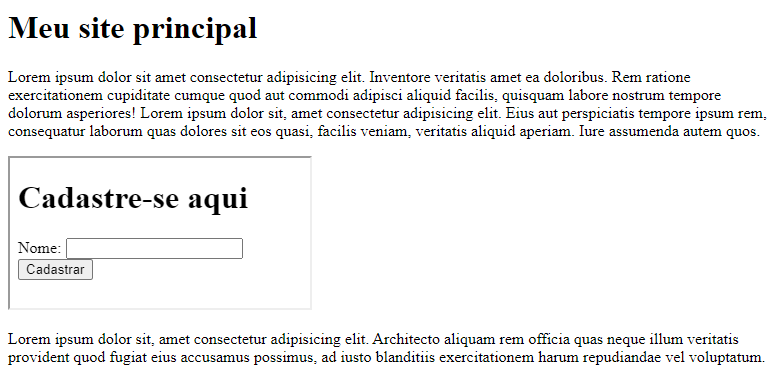 Meu site principal
Lorem ipsum dolor sit amet consectetur adipisicing elit. Inventore veritatis amet ea doloribus. Rem ratione
exercitationem cupiditate cumque quod aut commodi adipisci aliquid facilis, quisquam labore nostrum tempore
dolorum asperiores! Lorem ipsum dolor sit, amet consectetur adipisicing elit. Eius aut perspiciatis tempore ipsum rem,
consequatur laborum quas dolores sit eos quasi, facilis veniam, veritatis aliquid aperiam. Iure assumenda autem quos.
Cadastre-se aqui
Nome:
Cadastrar
Lorem ipsum dolor sit, amet consectetur adipisicing elit. Architecto aliquam rem officia quas neque illum veritatis
provident quod fugiat eius accusamus possimus, ad iusto blanditiis exercitationem harum repudiandae vel voluptatum.